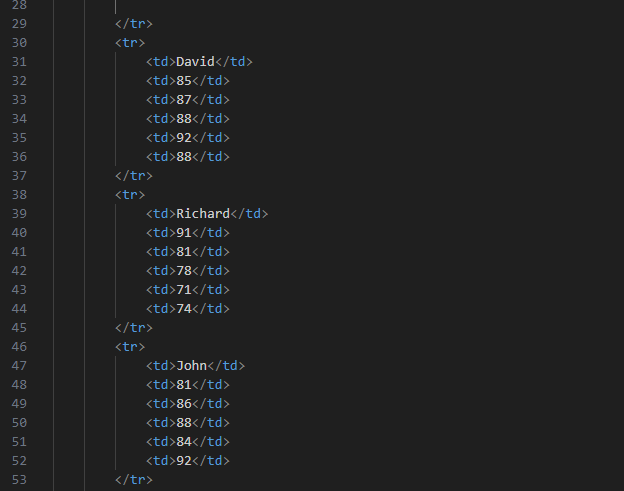 28
29 </tr>
30 <tr>
31 <td>David</td>
32 <td>85</td>
33 <td>87</td>
34 <td>88</td>
35 <td>92</td>
36 <td>88</td>
37 </tr>
38 <tr>
39 <td>Richard</td>
40 <td>91</td>
41 <td>81</td>
42 <td>78</td>
43 <td>71</td>
44 <td>74</td>
45 </tr>
46 <tr>
47 <td>John</td>
48 <td>81</td>
49 <td>86</td>
50 <td>88</td>
51 <td>84</td>
52 <td>92</td>
53 </tr>